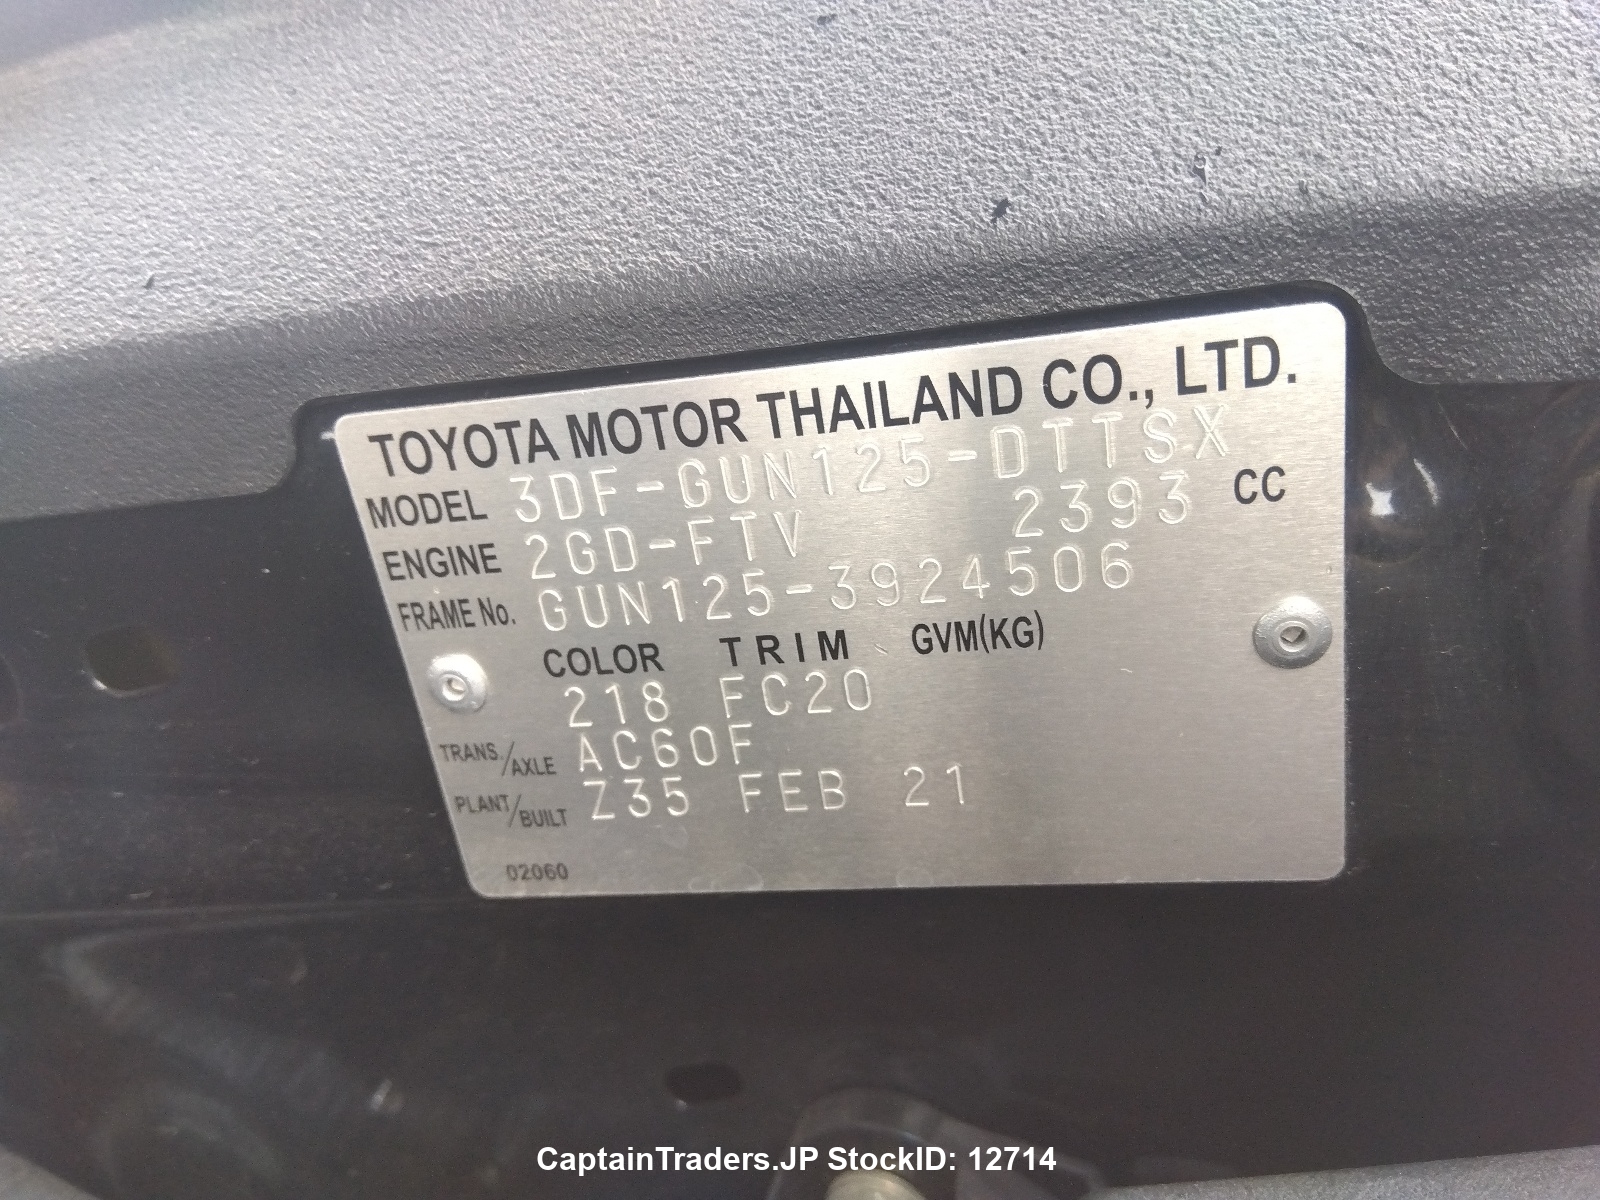 TOYOTA MOTOR THAILAND CO., LTD.
MODEL 3DF-GUN125-DTTSX
ENGINE 2GD-FTV 2393 CC
FRAME No. GUN125-3924506
COLOR TRIM GVM(KG)
218 FC20
TRANS./AXLE AC60F
PLANT/BUILT Z35 FEB 21
02060
CaptainTraders.JP StockID: 12714